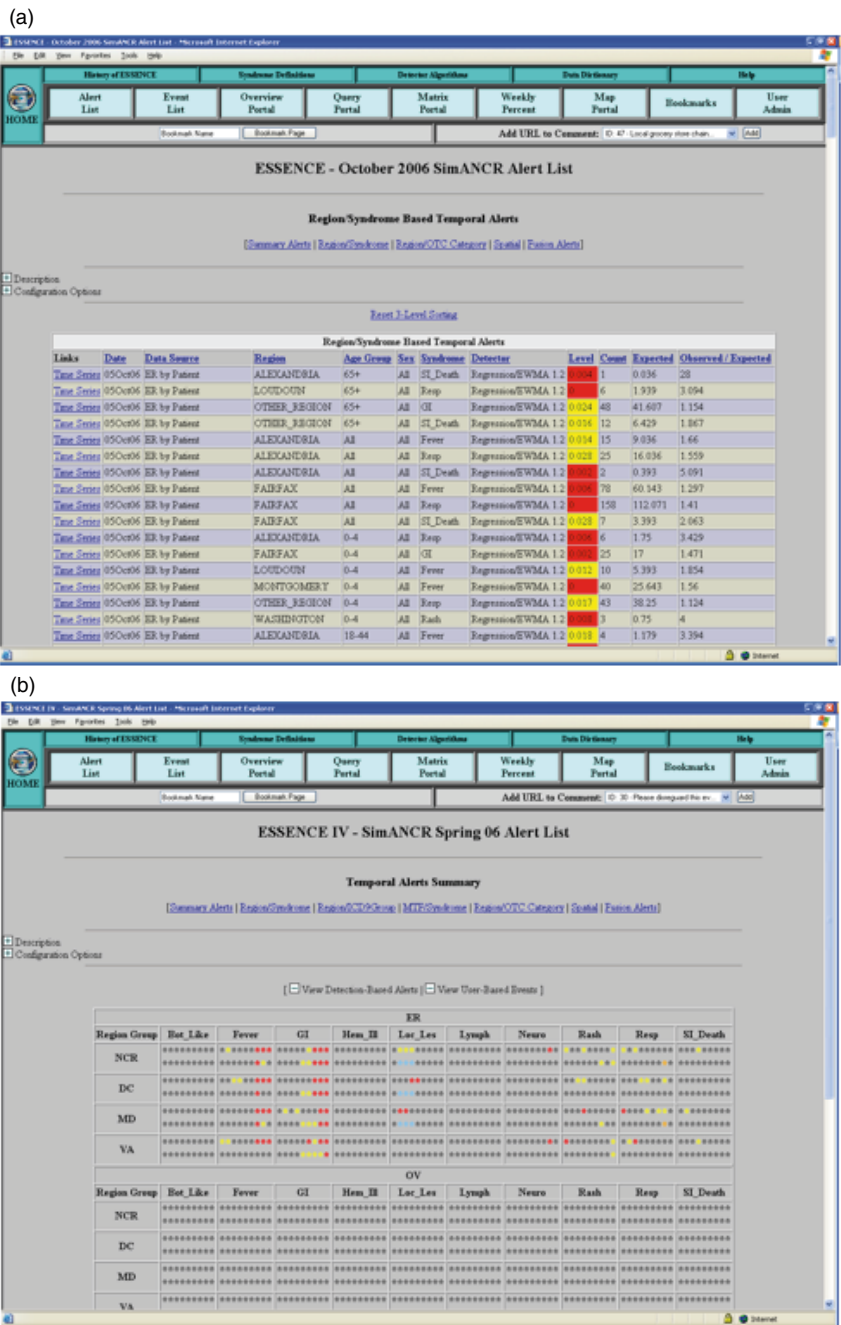 (a)
ESSENCE - October 2006 SimANCR Alert List - Microsoft Internet Explorer
File Edit View Favorites Tools Help
History of ESSENCE Syndrome Definitions Detector Algorithms Data Dictionary Help
HOME Alert List Event List Overview Portal Query Portal Matrix Portal Weekly Percent Map Portal Bookmarks User Admin
Bookmark Name Bookmark Page Add URL to Comment: ID: 47 - Local grocery store chain... Add
ESSENCE - October 2006 SimANCR Alert List
Region/Syndrome Based Temporal Alerts
[Summary Alerts | Region/Syndrome | Region/OTC Category | Spatial | Fusion Alerts]
Description
Configuration Options
Reset 3-Level Sorting
Region/Syndrome Based Temporal Alerts
Links Date Data Source Region Age Group Sex Syndrome Detector Level Count Expected Observed / Expected
Time Series 05Oct06 ER by Patient ALEXANDRIA 65+ All SI_Death Regression/EWMA 1.2 0.004 1 0.036 28
Time Series 05Oct06 ER by Patient LOUDOUN 65+ All Resp Regression/EWMA 1.2 0 6 1.939 3.094
Time Series 05Oct06 ER by Patient OTHER_REGION 65+ All GI Regression/EWMA 1.2 0.024 48 41.607 1.154
Time Series 05Oct06 ER by Patient OTHER_REGION 65+ All SI_Death Regression/EWMA 1.2 0.016 12 6.429 1.867
Time Series 05Oct06 ER by Patient ALEXANDRIA All All Fever Regression/EWMA 1.2 0.014 15 9.036 1.66
Time Series 05Oct06 ER by Patient ALEXANDRIA All All Resp Regression/EWMA 1.2 0.028 25 16.036 1.559
Time Series 05Oct06 ER by Patient ALEXANDRIA All All SI_Death Regression/EWMA 1.2 0.002 2 0.393 5.091
Time Series 05Oct06 ER by Patient FAIRFAX All All Fever Regression/EWMA 1.2 0.006 78 60.143 1.297
Time Series 05Oct06 ER by Patient FAIRFAX All All Resp Regression/EWMA 1.2 0 158 112.071 1.41
Time Series 05Oct06 ER by Patient FAIRFAX All All SI_Death Regression/EWMA 1.2 0.028 7 3.393 2.063
Time Series 05Oct06 ER by Patient ALEXANDRIA 0-4 All Resp Regression/EWMA 1.2 0.006 6 1.75 3.429
Time Series 05Oct06 ER by Patient FAIRFAX 0-4 All GI Regression/EWMA 1.2 0.002 25 17 1.471
Time Series 05Oct06 ER by Patient LOUDOUN 0-4 All Fever Regression/EWMA 1.2 0.012 10 5.393 1.854
Time Series 05Oct06 ER by Patient MONTGOMERY 0-4 All Fever Regression/EWMA 1.2 0 40 25.643 1.56
Time Series 05Oct06 ER by Patient OTHER_REGION 0-4 All Resp Regression/EWMA 1.2 0.017 43 38.25 1.124
Time Series 05Oct06 ER by Patient WASHINGTON 0-4 All Rash Regression/EWMA 1.2 0.008 3 0.75 4
Time Series 05Oct06 ER by Patient ALEXANDRIA 18-44 All Fever Regression/EWMA 1.2 0.018 4 1.179 3.394
Internet
(b)
ESSENCE IV - SimANCR Spring 06 Alert List - Microsoft Internet Explorer
File Edit View Favorites Tools Help
History of ESSENCE Syndrome Definitions Detector Algorithms Data Dictionary Help
HOME Alert List Event List Overview Portal Query Portal Matrix Portal Weekly Percent Map Portal Bookmarks User Admin
Bookmark Name Bookmark Page Add URL to Comment: ID: 30 - Please disreguard this ev... Add
ESSENCE IV - SimANCR Spring 06 Alert List
Temporal Alerts Summary
[Summary Alerts | Region/Syndrome | Region/ICD9Group | MTF/Syndrome | Region/OTC Category | Spatial | Fusion Alerts]
Description
Configuration Options
[ View Detection-Based Alerts | View User-Based Events ]
ER
Region Group Bot_Like Fever GI Hem_Ill Loc_Les Lymph Neuro Rash Resp SI_Death
NCR
DC
MD
VA
OV
Region Group Bot_Like Fever GI Hem_Ill Loc_Les Lymph Neuro Rash Resp SI_Death
NCR
DC
MD
VA
Internet